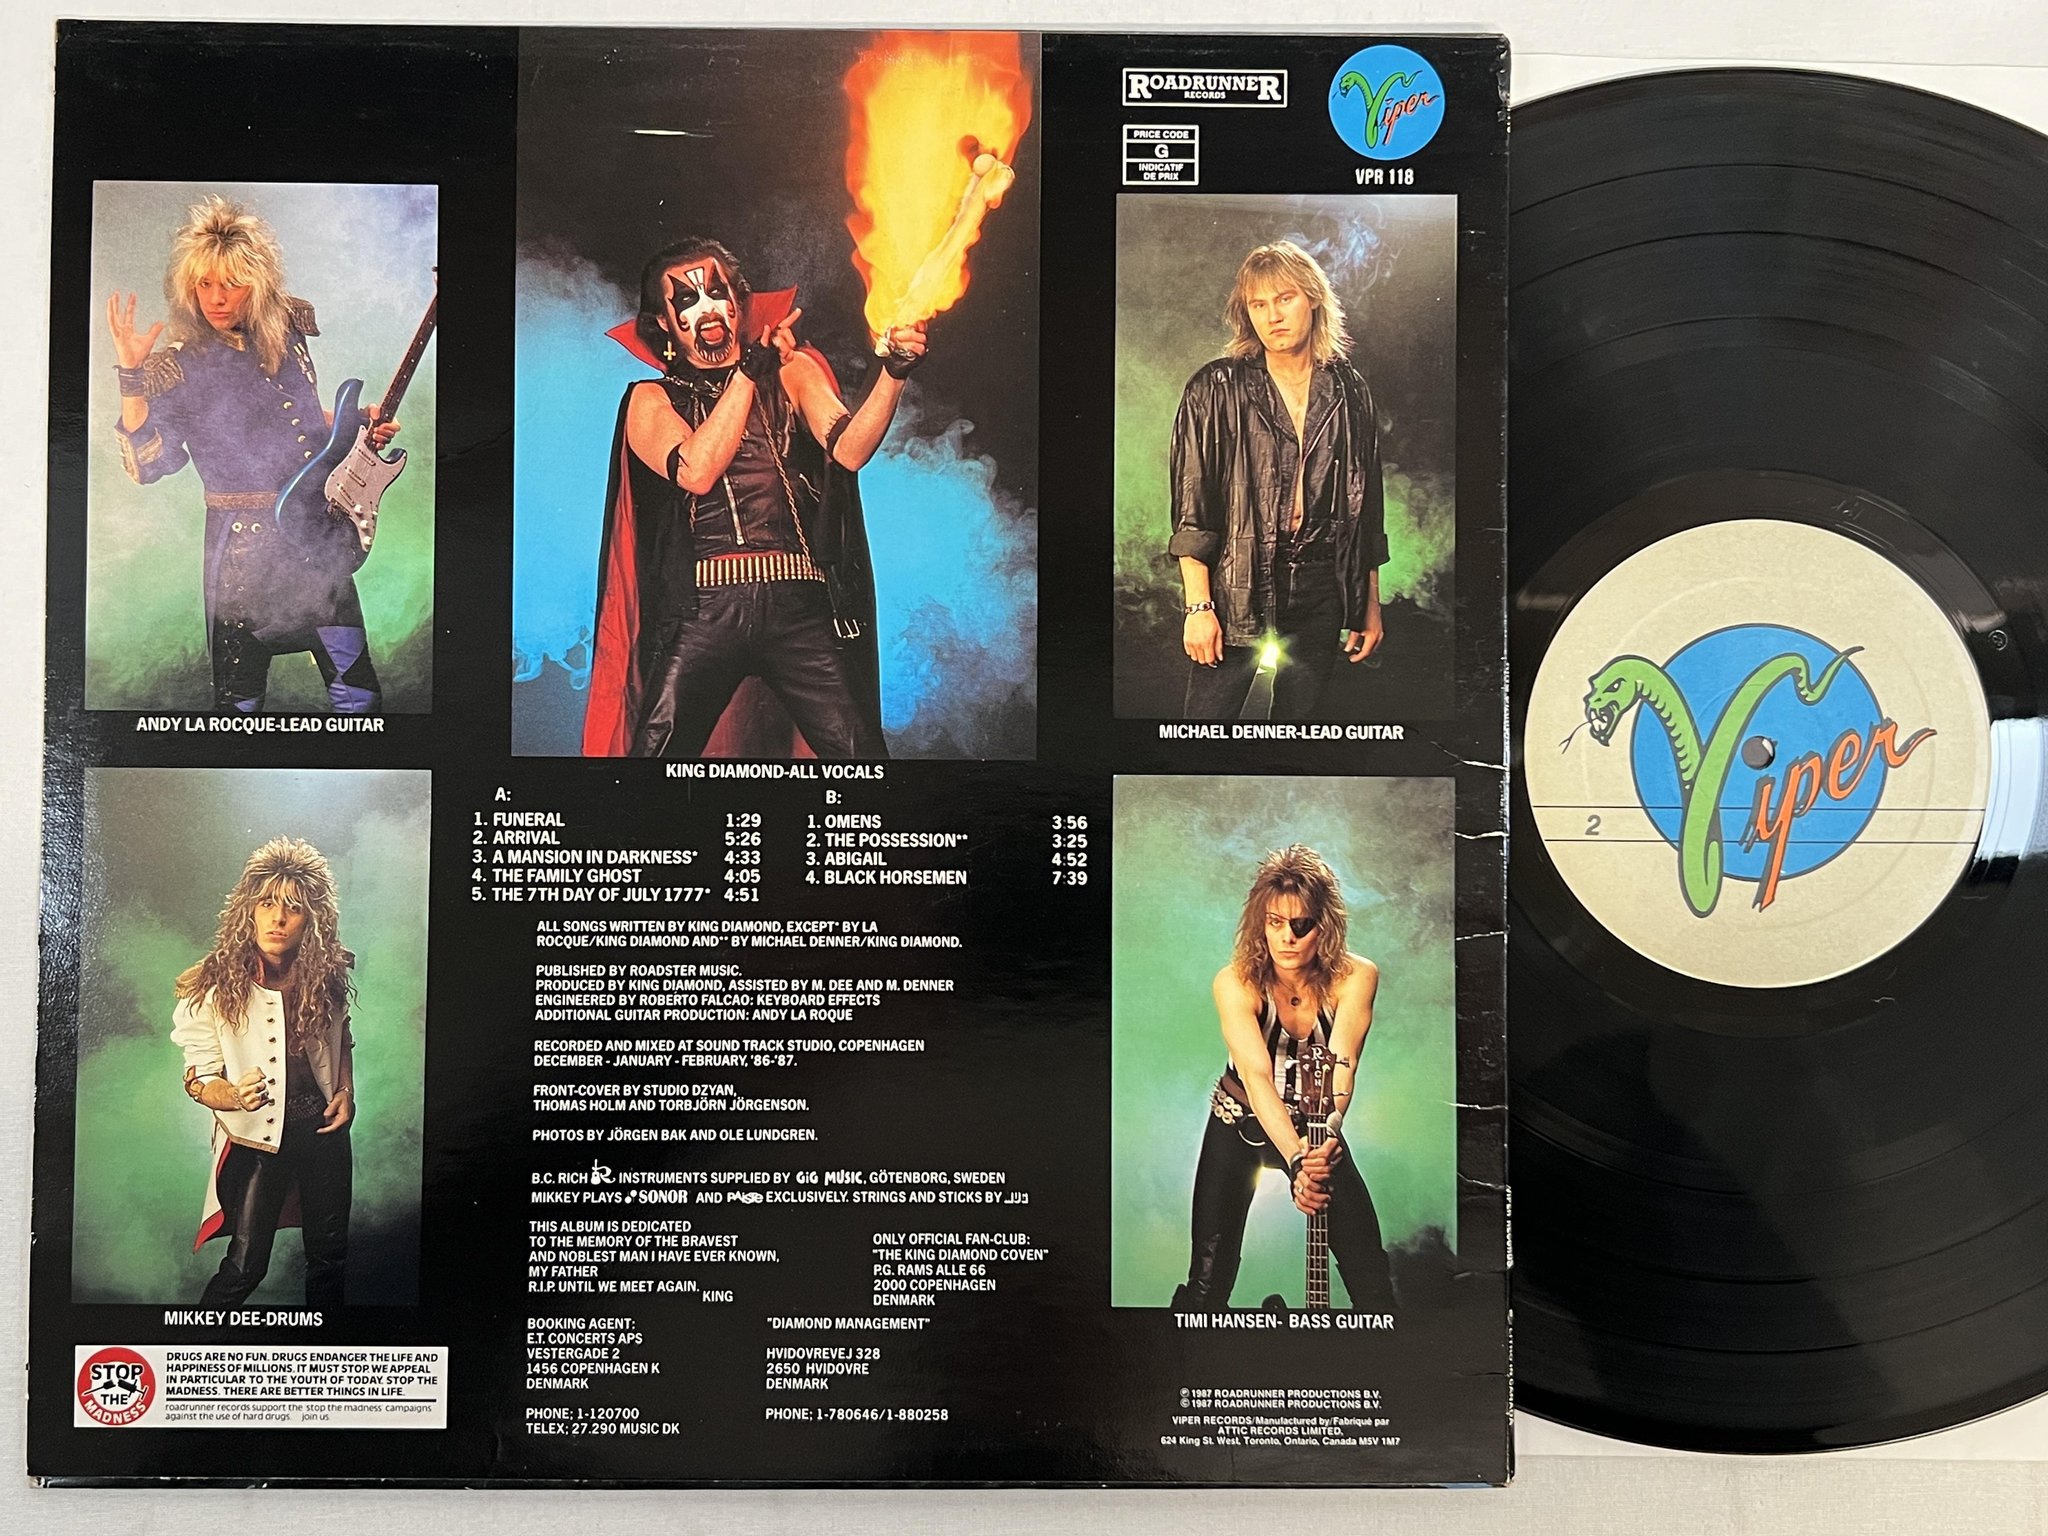 ROADRUNNER
RECORDS
Viper
PRICE CODE
G
INDICATIF
DE PRIX
VPR 118
ANDY LA ROCQUE-LEAD GUITAR
MICHAEL DENNER-LEAD GUITAR
KING DIAMOND-ALL VOCALS
A:
1. FUNERAL 1:29
2. ARRIVAL 5:26
3. A MANSION IN DARKNESS* 4:33
4. THE FAMILY GHOST 4:05
5. THE 7TH DAY OF JULY 1777* 4:51
B:
1. OMENS 3:56
2. THE POSSESSION** 3:25
3. ABIGAIL 4:52
4. BLACK HORSEMEN 7:39
ALL SONGS WRITTEN BY KING DIAMOND, EXCEPT* BY LA
ROCQUE/KING DIAMOND AND** BY MICHAEL DENNER/KING DIAMOND.
PUBLISHED BY ROADSTER MUSIC.
PRODUCED BY KING DIAMOND, ASSISTED BY M. DEE AND M. DENNER
ENGINEERED BY ROBERTO FALCAO: KEYBOARD EFFECTS
ADDITIONAL GUITAR PRODUCTION: ANDY LA ROQUE
RECORDED AND MIXED AT SOUND TRACK STUDIO, COPENHAGEN
DECEMBER - JANUARY - FEBRUARY, '86-'87.
FRONT-COVER BY STUDIO DZYAN,
THOMAS HOLM AND TORBJÖRN JÖRGENSON.
PHOTOS BY JÖRGEN BAK AND OLE LUNDGREN.
B.C. RICH INSTRUMENTS SUPPLIED BY GIG MUSIC, GÖTENBORG, SWEDEN
MIKKEY PLAYS SONOR AND PAISTE EXCLUSIVELY. STRINGS AND STICKS BY
THIS ALBUM IS DEDICATED
TO THE MEMORY OF THE BRAVEST
AND NOBLEST MAN I HAVE EVER KNOWN,
MY FATHER
R.I.P. UNTIL WE MEET AGAIN.
KING
ONLY OFFICIAL FAN-CLUB:
"THE KING DIAMOND COVEN"
P.G. RAMS ALLE 66
2000 COPENHAGEN
DENMARK
BOOKING AGENT:
E.T. CONCERTS APS
VESTERGADE 2
1456 COPENHAGEN K
DENMARK
PHONE; 1-120700
TELEX; 27.290 MUSIC DK
"DIAMOND MANAGEMENT"
HVIDOVREVEJ 328
2650 HVIDOVRE
DENMARK
PHONE; 1-780646/1-880258
MIKKEY DEE-DRUMS
RICH
TIMI HANSEN- BASS GUITAR
STOP
THE
MADNESS
DRUGS ARE NO FUN. DRUGS ENDANGER THE LIFE AND
HAPPINESS OF MILLIONS. IT MUST STOP. WE APPEAL
IN PARTICULAR TO THE YOUTH OF TODAY. STOP THE
MADNESS. THERE ARE BETTER THINGS IN LIFE.
roadrunner records support the stop the madness campaigns
against the use of hard drugs. join us
℗ 1987 ROADRUNNER PRODUCTIONS B.V.
© 1987 ROADRUNNER PRODUCTIONS B.V.
VIPER RECORDS/Manufactured by/Fabriqué par
ATTIC RECORDS LIMITED,
624 King St. West, Toronto, Ontario, Canada M5V 1M7
Viper
2